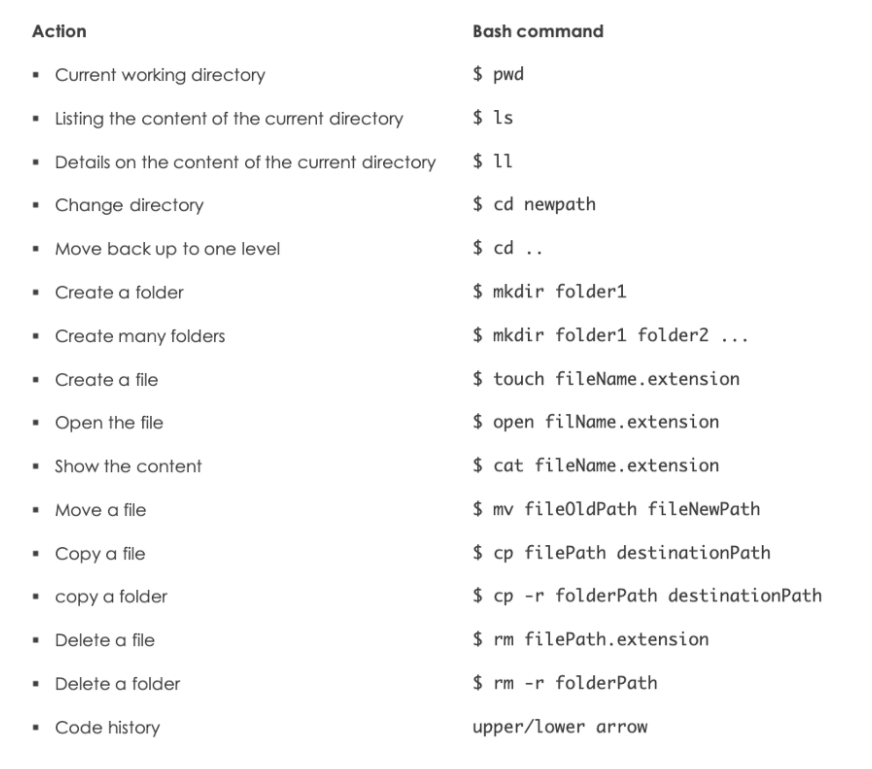 Action Bash command
▪ Current working directory $ pwd
▪ Listing the content of the current directory $ ls
▪ Details on the content of the current directory $ ll
▪ Change directory $ cd newpath
▪ Move back up to one level $ cd ..
▪ Create a folder $ mkdir folder1
▪ Create many folders $ mkdir folder1 folder2 ...
▪ Create a file $ touch fileName.extension
▪ Open the file $ open filName.extension
▪ Show the content $ cat fileName.extension
▪ Move a file $ mv fileOldPath fileNewPath
▪ Copy a file $ cp filePath destinationPath
▪ copy a folder $ cp -r folderPath destinationPath
▪ Delete a file $ rm filePath.extension
▪ Delete a folder $ rm -r folderPath
▪ Code history upper/lower arrow